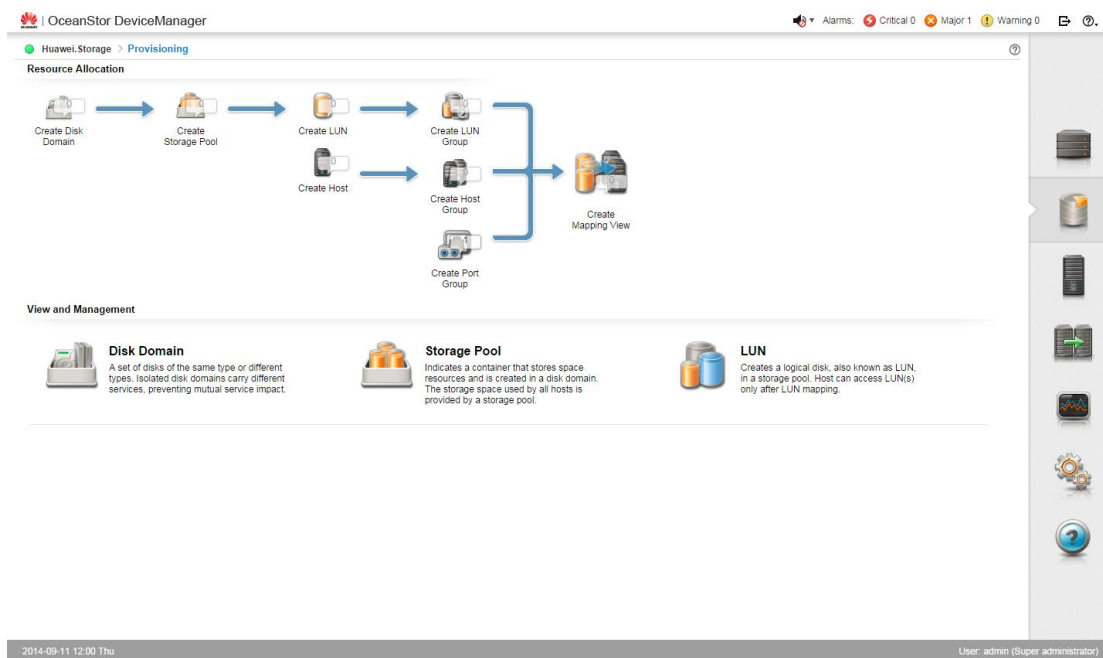 OceanStor DeviceManager
Alarms: Critical 0 Major 1 Warning 0
Huawei.Storage > Provisioning
Resource Allocation
0
0
0
0
Create Disk
Domain
Create
Storage Pool
Create LUN
Create LUN
Group
0
0
Create Host
Create Host
Group
Create
Mapping View
1
Create Port
Group
View and Management
Disk Domain
A set of disks of the same type or different
types. Isolated disk domains carry different
services, preventing mutual service impact.
Storage Pool
Indicates a container that stores space
resources and is created in a disk domain.
The storage space used by all hosts is
provided by a storage pool.
LUN
Creates a logical disk, also known as LUN,
in a storage pool. Host can access LUN(s)
only after LUN mapping.
2014-09-11 12:00 Thu
User: admin (Super administrator)